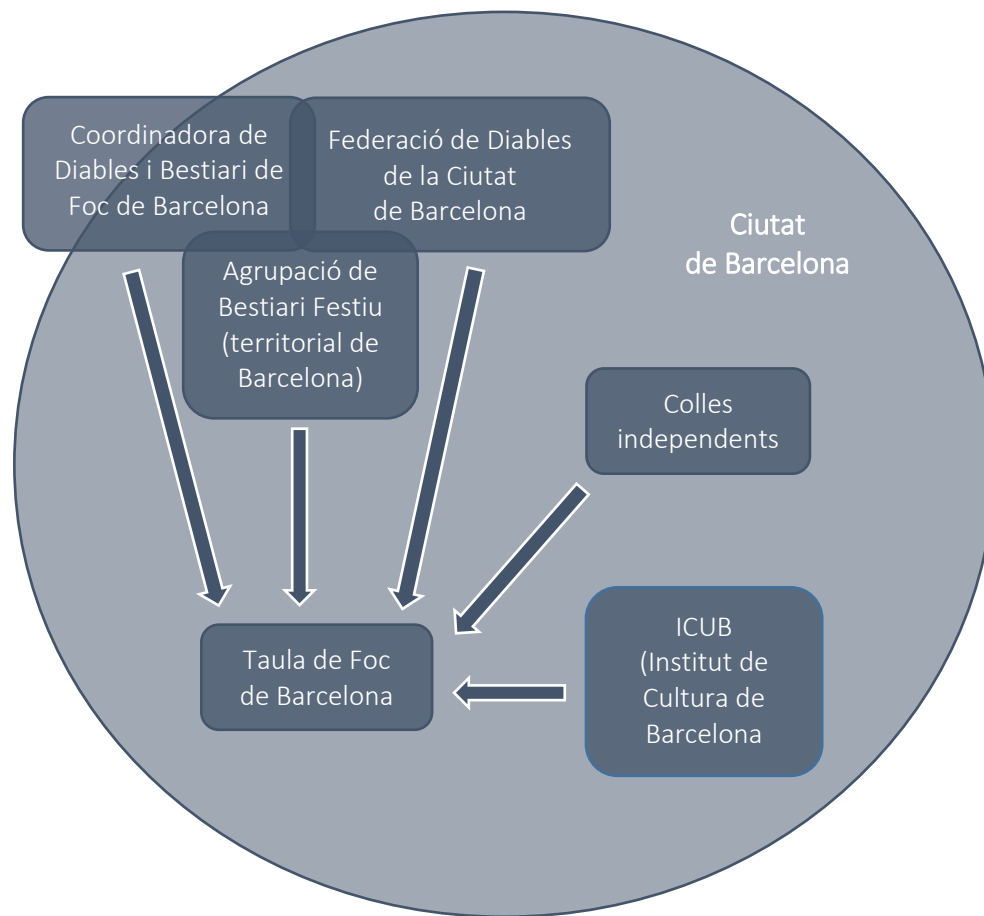 Coordinadora de
Diables i Bestiari de
Foc de Barcelona
Federació de Diables
de la Ciutat
de Barcelona
Ciutat
de Barcelona
Agrupació de
Bestiari Festiu
(territorial de
Barcelona)
Colles
independents
Taula de Foc
de Barcelona
ICUB
(Institut de
Cultura de
Barcelona